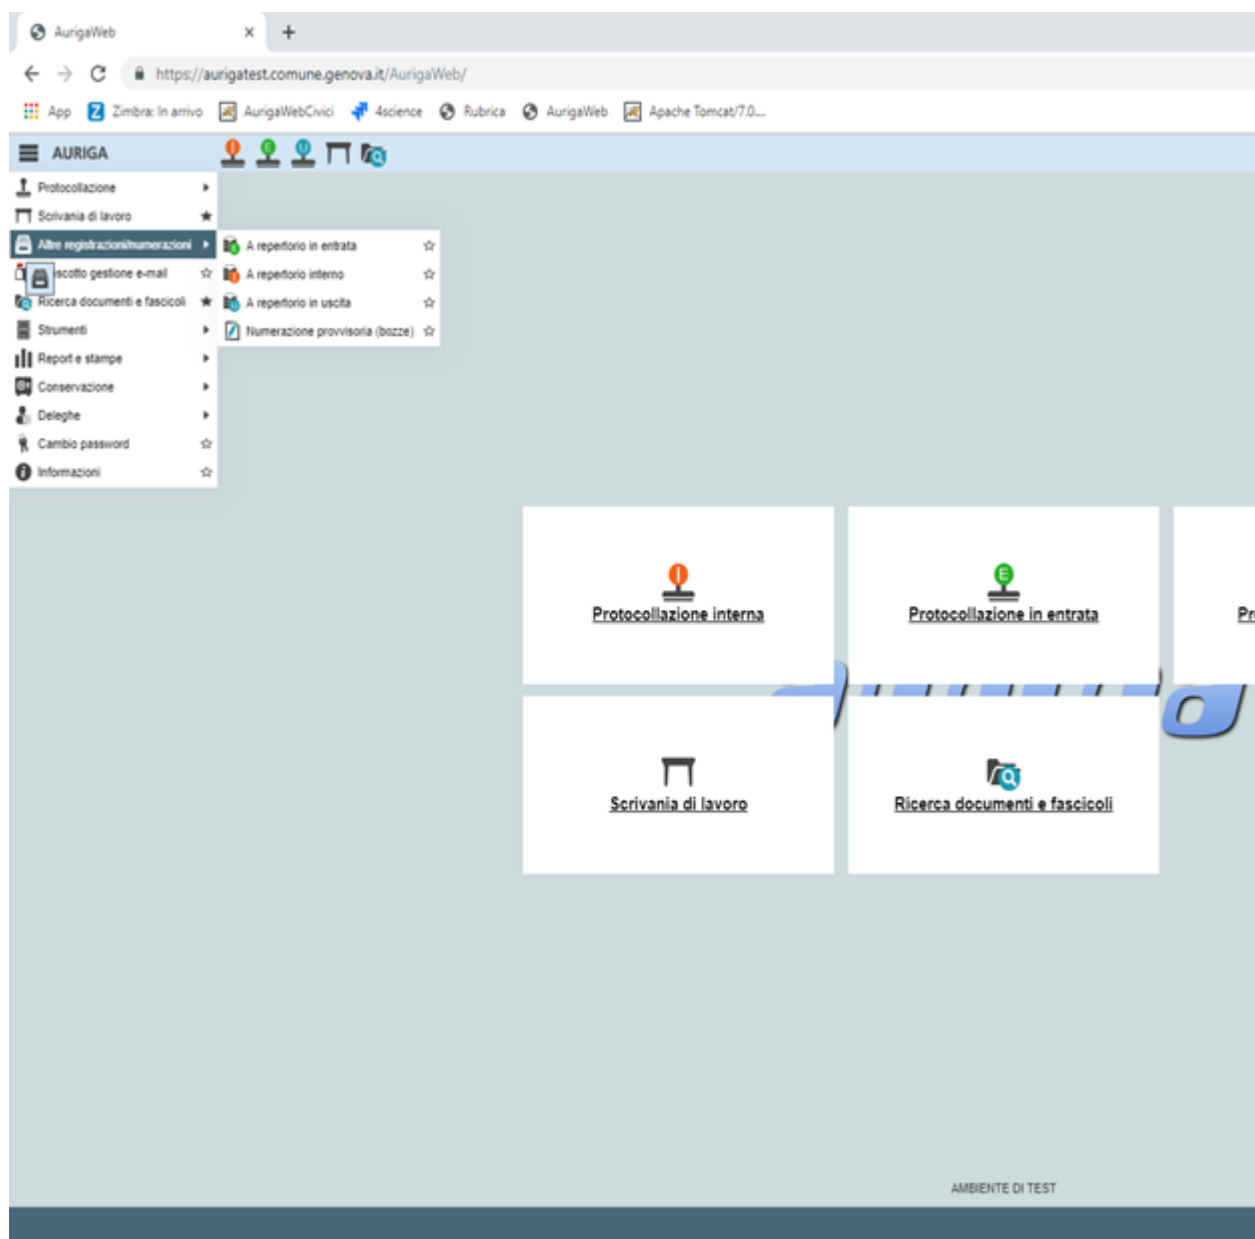 AurigaWeb
https://aurigatest.comune.genova.it/AurigaWeb/
App Zimbra: In arrivo AurigaWebCivici 4science Rubrica AurigaWeb Apache Tomcat/7.0...
AURIGA
Protocollazione
Scrivania di lavoro
Altre registrazioni/numerazioni
A repertorio in entrata
scotto gestione e-mail
A repertorio interno
Ricerca documenti e fascicoli
A repertorio in uscita
Strumenti
Numerazione provvisoria (bozze)
Report e stampe
Conservazione
Deleghe
Cambio password
Informazioni
Protocollazione interna
Protocollazione in entrata
Pr
Scrivania di lavoro
Ricerca documenti e fascicoli
AMBIENTE DI TEST